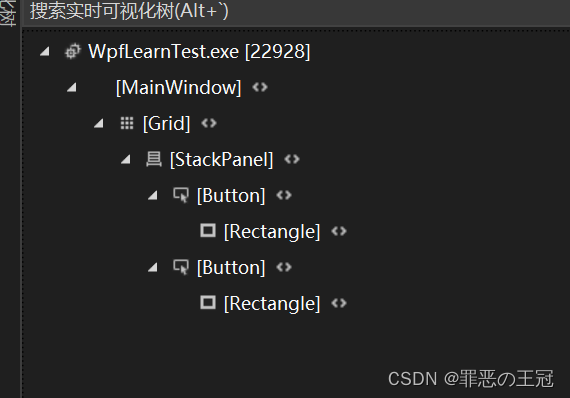 搜索实时可视化树(Alt+`)
WpfLearnTest.exe [22928]
[MainWindow]
[Grid]
[StackPanel]
[Button]
[Rectangle]
[Button]
[Rectangle]
CSDN @罪恶の王冠